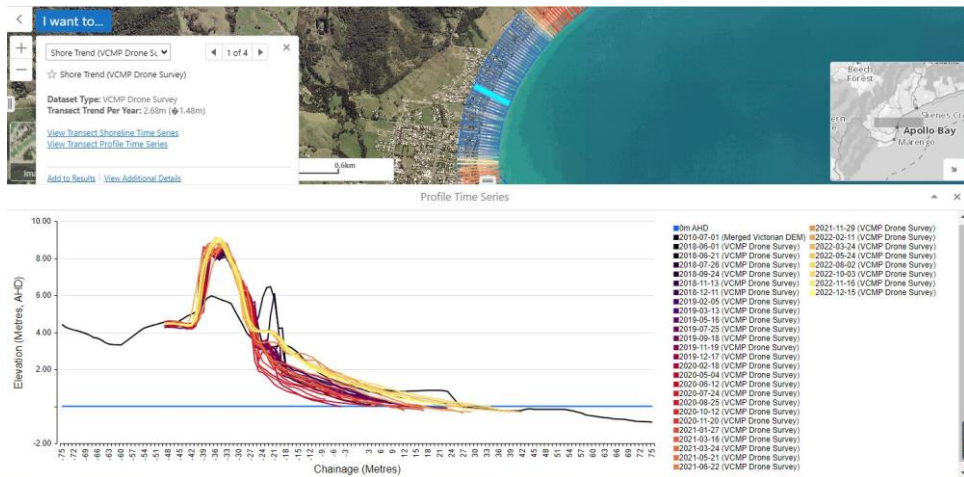 I want to...
Shore Trend (VCMP Drone Su
1 of 4
Shore Trend (VCMP Drone Survey)
Dataset Type: VCMP Drone Survey
Transect Trend Per Year: 2.68m (�1.48m)
View Transect Shoreline Time Series
View Transect Profile Time Series
Add to Results View Additional Details
Ima
0.6km
Beech
Forest
Skenes Cr
Apollo Bay
Marengo
Profile Time Series
Elevation (Metres, AHD)
10.00
8.00
6.00
4.00
2.00
-
-2.00
-75 -72 -69 -66 -63 -60 -57 -54 -51 -48 -45 -42 -39 -36 -33 -30 -27 -24 -21 -18 -15 -12 -9 -6 -3 3 6 9 12 15 18 21 24 27 30 33 36 39 42 45 48 51 54 57 60 63 66 69 72 75
Chainage (Metres)
0m AHD
2010-07-01 (Merged Victorian DEM)
2018-06-01 (VCMP Drone Survey)
2018-06-21 (VCMP Drone Survey)
2018-07-26 (VCMP Drone Survey)
2018-09-24 (VCMP Drone Survey)
2018-11-13 (VCMP Drone Survey)
2018-12-11 (VCMP Drone Survey)
2019-02-05 (VCMP Drone Survey)
2019-03-13 (VCMP Drone Survey)
2019-05-16 (VCMP Drone Survey)
2019-07-25 (VCMP Drone Survey)
2019-09-18 (VCMP Drone Survey)
2019-11-19 (VCMP Drone Survey)
2019-12-17 (VCMP Drone Survey)
2020-02-18 (VCMP Drone Survey)
2020-05-04 (VCMP Drone Survey)
2020-06-12 (VCMP Drone Survey)
2020-07-24 (VCMP Drone Survey)
2020-08-25 (VCMP Drone Survey)
2020-10-12 (VCMP Drone Survey)
2020-11-20 (VCMP Drone Survey)
2021-01-27 (VCMP Drone Survey)
2021-03-16 (VCMP Drone Survey)
2021-03-24 (VCMP Drone Survey)
2021-05-21 (VCMP Drone Survey)
2021-06-22 (VCMP Drone Survey)
2021-11-29 (VCMP Drone Survey)
2022-02-11 (VCMP Drone Survey)
2022-03-24 (VCMP Drone Survey)
2022-05-24 (VCMP Drone Survey)
2022-08-02 (VCMP Drone Survey)
2022-10-03 (VCMP Drone Survey)
2022-11-16 (VCMP Drone Survey)
2022-12-15 (VCMP Drone Survey)